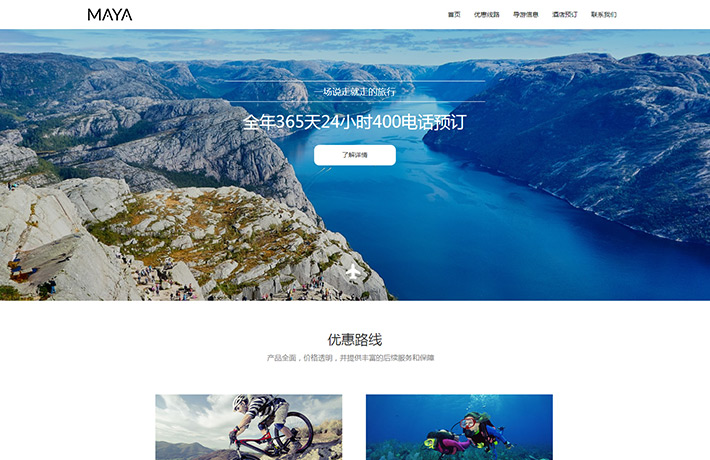 MAYA
首页 优惠线路 导游信息 酒店预订 联系我们
一场说走就走的旅行
全年365天24小时400电话预订
了解详情
优惠路线
产品全面，价格透明，并提供丰富的后续服务和保障